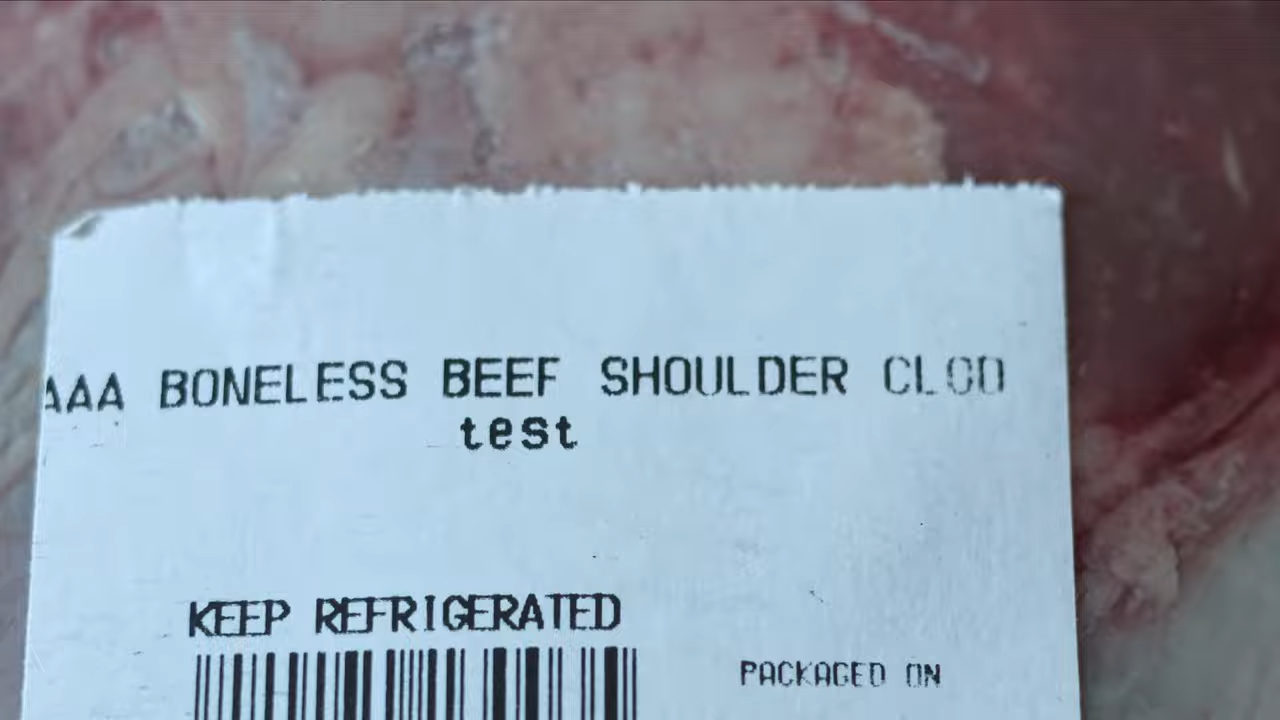 AAA BONELESS BEEF SHOULDER CLOD
test
KEEP REFRIGERATED
PACKAGED ON